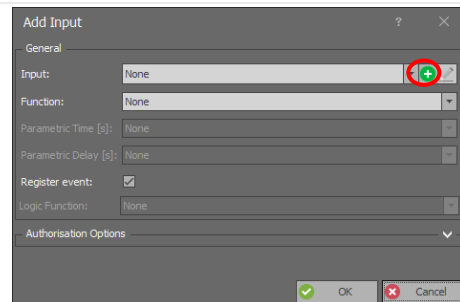 Add Input ?
General
Input: None
Function: None
Parametric Time [s]: None
Parametric Delay [s]: None
Register event:
Logic Function: None
Authorisation Options
OK Cancel